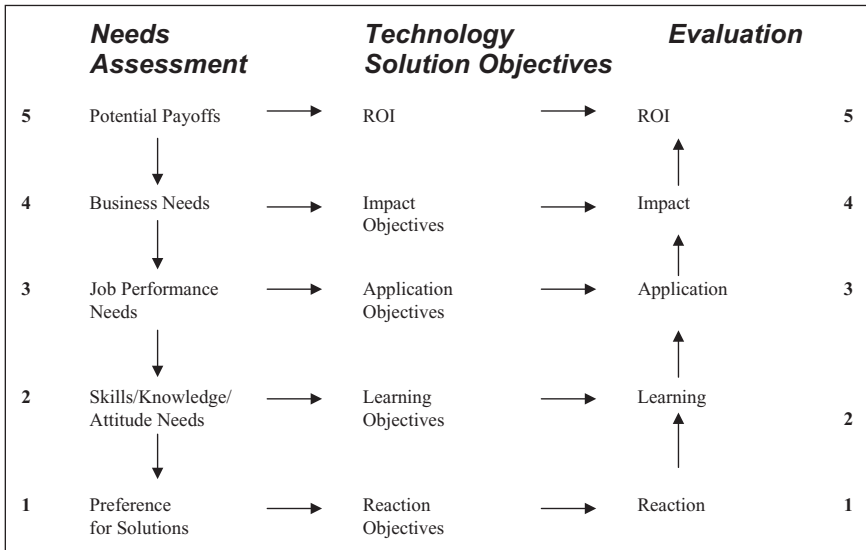 Needs Assessment
Technology Solution Objectives
Evaluation
5 Potential Payoffs ROI ROI 5
4 Business Needs Impact Objectives Impact 4
3 Job Performance Needs Application Objectives Application 3
2 Skills/Knowledge/ Attitude Needs Learning Objectives Learning 2
1 Preference for Solutions Reaction Objectives Reaction 1